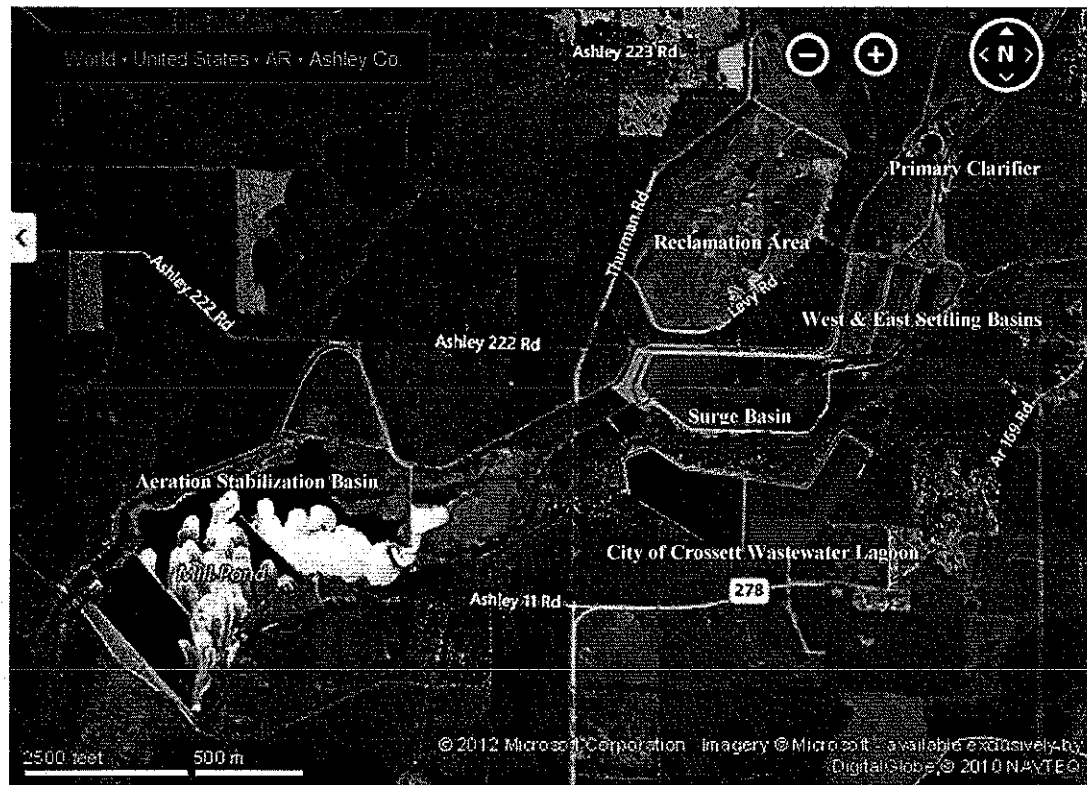 World · United States · AR · Ashley Co.
Ashley 223 Rd
N
Primary Clarifier
Thurman Rd
Reclamation Area
Ashley 222 Rd
Levy Rd
West & East Settling Basins
Ashley 222 Rd
Surge Basin
Ar 169 Rd
Aeration Stabilization Basin
City of Crossett Wastewater Lagoon
Mill Pond
278
Ashley 11 Rd
2500 feet 500 m
© 2012 Microsoft Corporation Imagery © Microsoft - available exclusively by
DigitalGlobe, © 2010 NAVTEQ